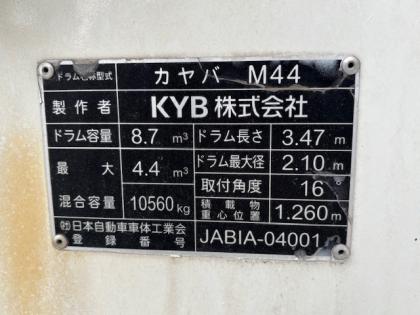 ドラム名称型式 カヤバ M44
製作者 KYB株式会社
ドラム容量 8.7 m³ ドラム長さ 3.47 m
最大混合容量 4.4 m³ ドラム最大径 2.10 m
10560 kg 取付角度 16°
積載物重心位置 1.260 m
㈳日本自動車車体工業会
登録番号 JABIA-04001